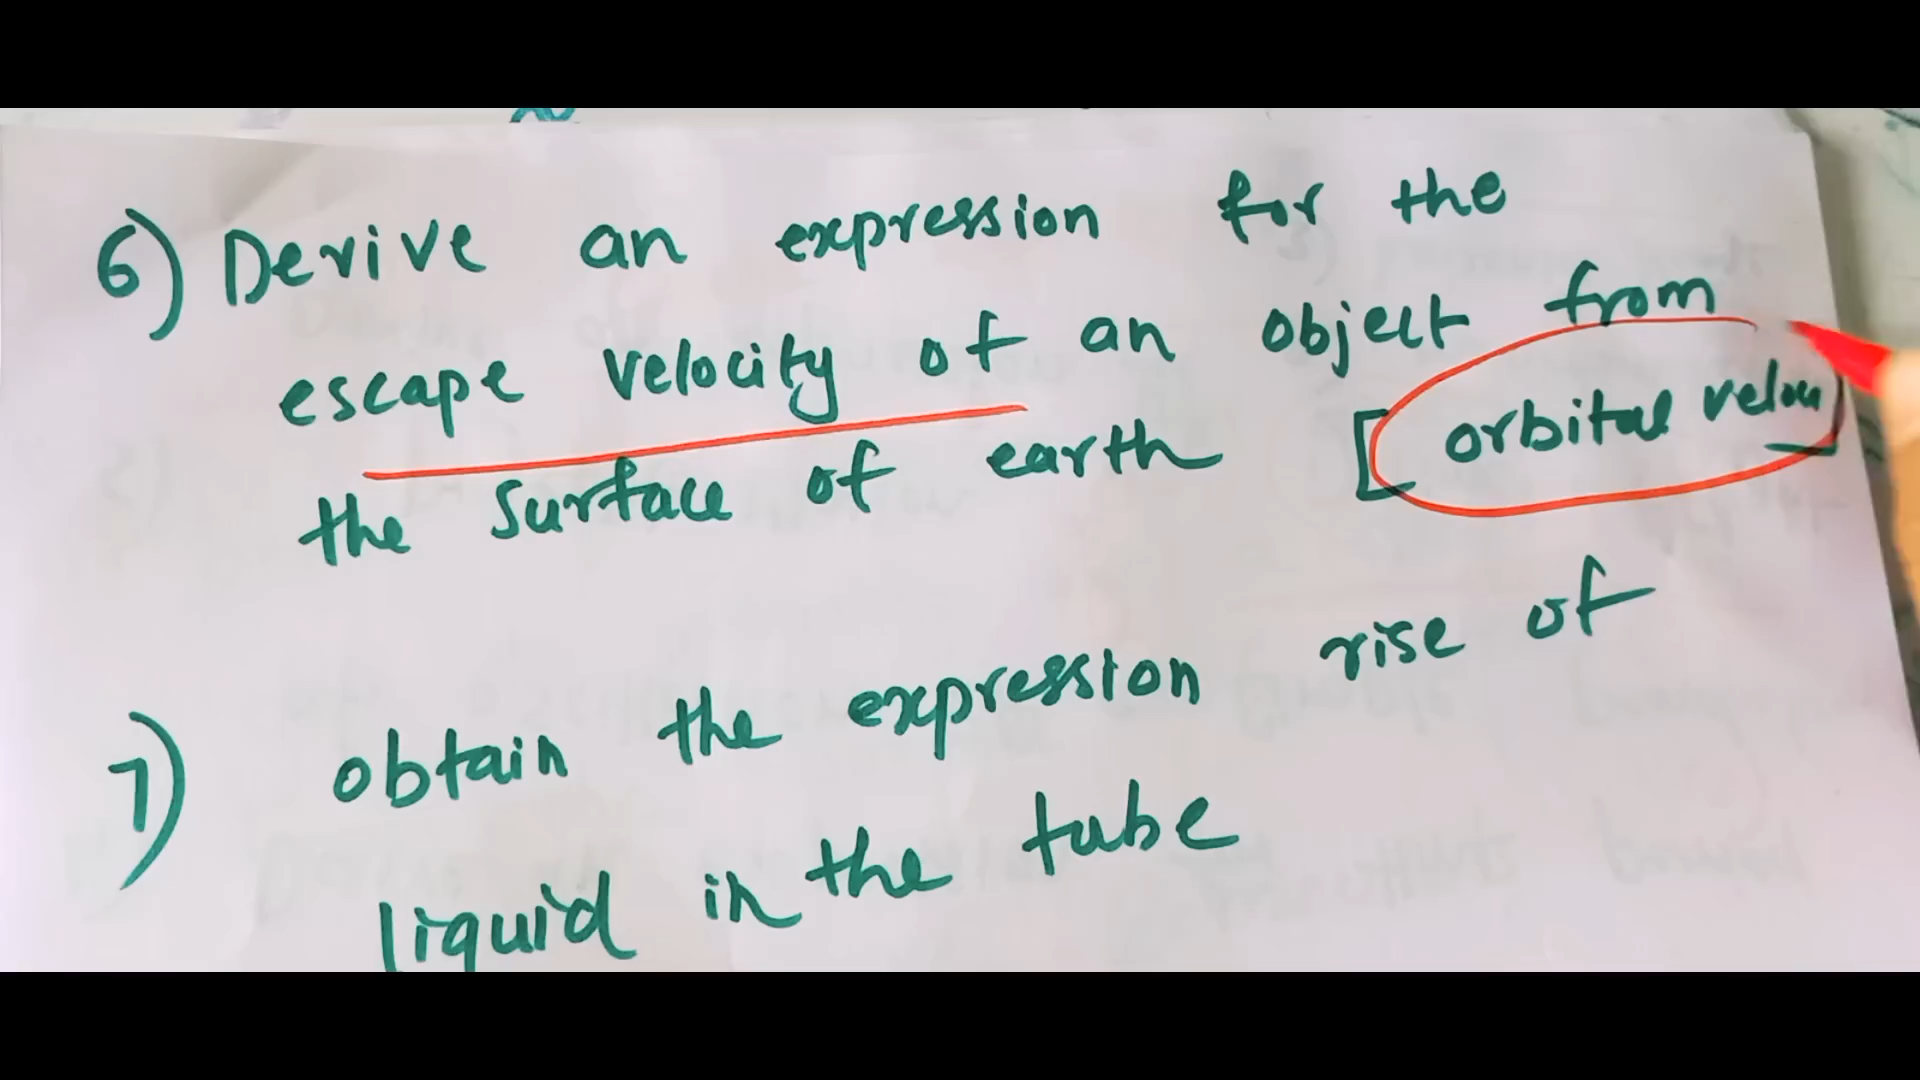 6) Derive an expression for the
escape velocity of an object from
the surface of earth [orbital veloci]
7) obtain the expression rise of
liquid in the tube